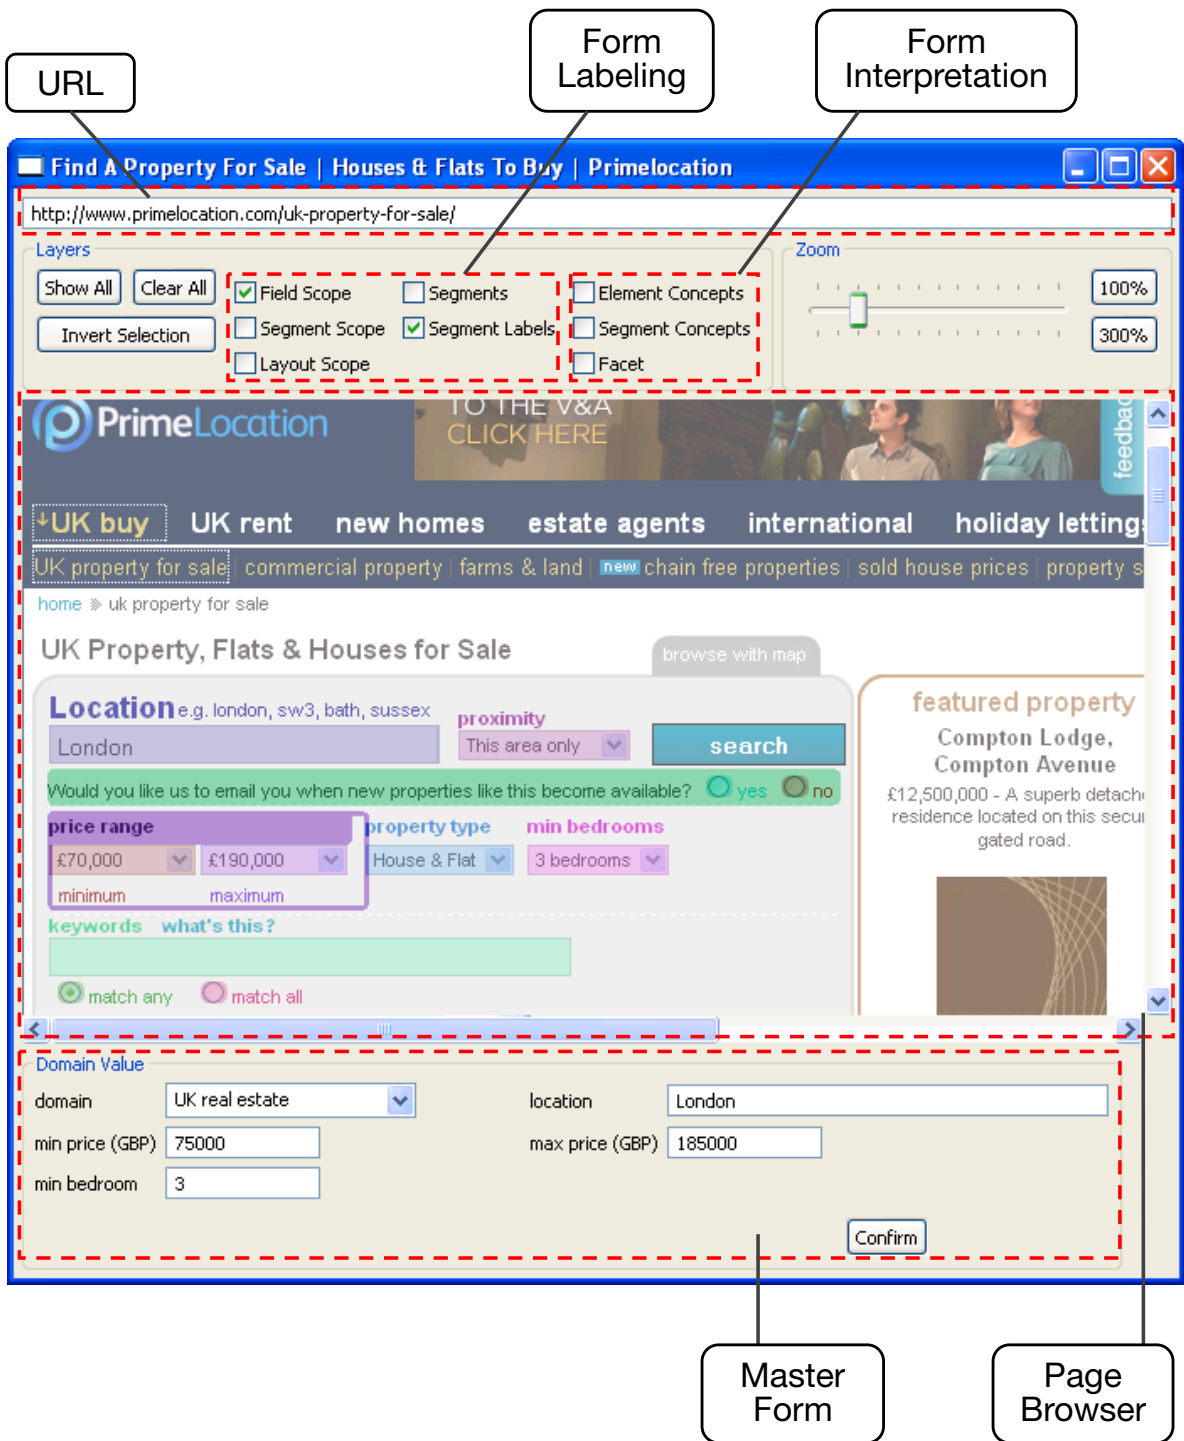 URL
Form
Labeling
Form
Interpretation
Find A Property For Sale | Houses & Flats To Buy | Primelocation
http://www.primelocation.com/uk-property-for-sale/
Layers
Show All Clear All
Invert Selection
Field Scope Segments
Segment Scope Segment Labels
Layout Scope
Element Concepts
Segment Concepts
Facet
Zoom
100%
300%
PrimeLocation
TO THE V&A
CLICK HERE
feedbac
UK buy UK rent new homes estate agents international holiday lettings
UK property for sale | commercial property | farms & land | new chain free properties | sold house prices | property s
home » uk property for sale
UK Property, Flats & Houses for Sale
browse with map
Location e.g. london, sw3, bath, sussex
proximity
London This area only search
Would you like us to email you when new properties like this become available? yes no
price range property type min bedrooms
£70,000 £190,000 House & Flat 3 bedrooms
minimum maximum
keywords what's this?
match any match all
featured property
Compton Lodge,
Compton Avenue
£12,500,000 - A superb detach
residence located on this secu
gated road.
Domain Value
domain UK real estate location London
min price (GBP) 75000 max price (GBP) 185000
min bedroom 3
Confirm
Master
Form
Page
Browser